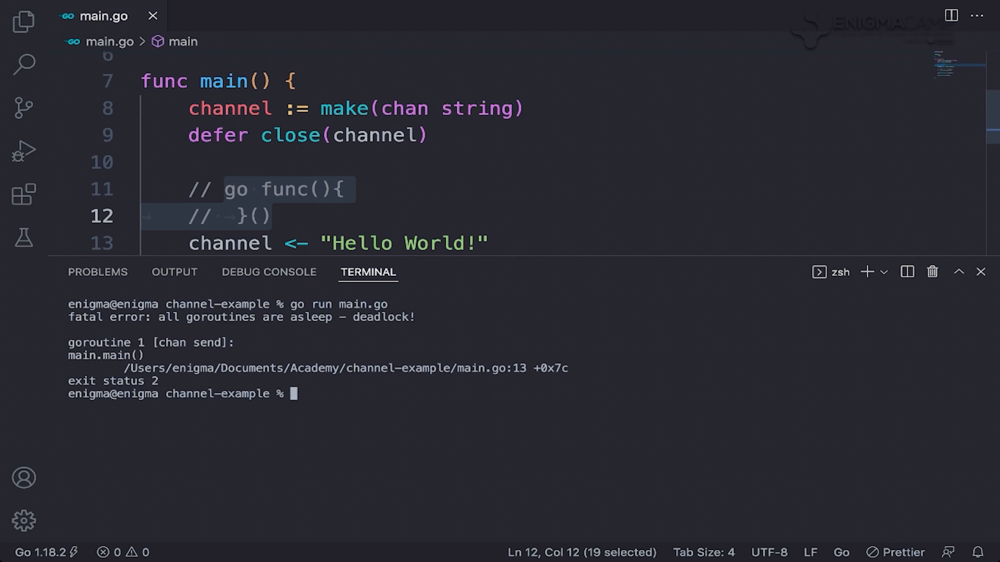 main.go
main.go > main
6
7 func main() {
8 channel := make(chan string)
9 defer close(channel)
10
11 // go func(){
12 // }()
13 channel <- "Hello World!"
PROBLEMS OUTPUT DEBUG CONSOLE TERMINAL zsh
enigma@enigma channel-example % go run main.go
fatal error: all goroutines are asleep - deadlock!
goroutine 1 [chan send]:
main.main()
/Users/enigma/Documents/Academy/channel-example/main.go:13 +0x7c
exit status 2
enigma@enigma channel-example %
Go 1.18.2 0 0 Ln 12, Col 12 (19 selected) Tab Size: 4 UTF-8 LF Go Prettier